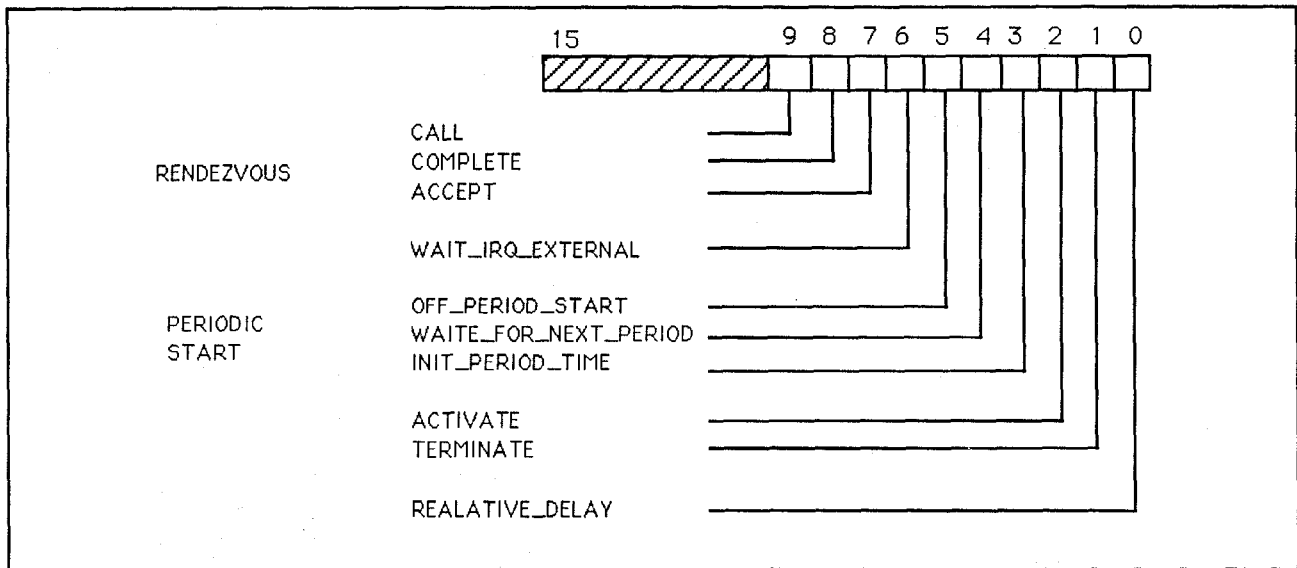 15 9 8 7 6 5 4 3 2 1 0
CALL
COMPLETE
RENDEZVOUS
ACCEPT
WAIT_IRQ_EXTERNAL
OFF_PERIOD_START
PERIODIC
START
WAITE_FOR_NEXT_PERIOD
INIT_PERIOD_TIME
ACTIVATE
TERMINATE
REALATIVE_DELAY